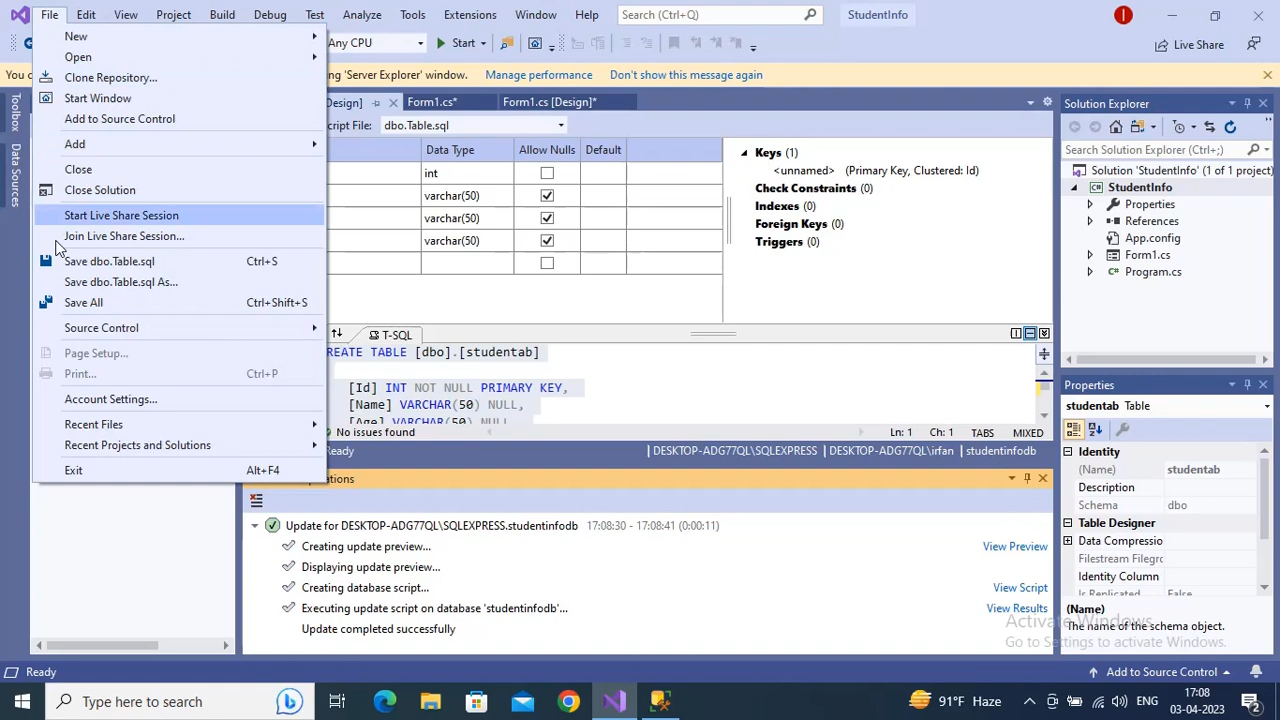 File Edit View Project Build Debug Test Analyze Tools Extensions Window Help Search (Ctrl+Q) StudentInfo
Any CPU Start Live Share
You c 'Server Explorer' window. Manage performance Don't show this message again
New
Open
Clone Repository...
Start Window
Add to Source Control
Add
Close
Close Solution
Start Live Share Session
Join Live Share Session...
Save dbo.Table.sql Ctrl+S
Save dbo.Table.sql As...
Save All Ctrl+Shift+S
Source Control
Page Setup...
Print... Ctrl+P
Account Settings...
Recent Files
Recent Projects and Solutions
Exit Alt+F4
Toolbox
Data Sources
Design] Form1.cs* Form1.cs [Design]*
cript File: dbo.Table.sql
Data Type Allow Nulls Default
int
varchar(50)
varchar(50)
varchar(50)
Keys (1)
<unnamed> (Primary Key, Clustered: Id)
Check Constraints (0)
Indexes (0)
Foreign Keys (0)
Triggers (0)
T-SQL
REATE TABLE [dbo].[studentab]
[Id] INT NOT NULL PRIMARY KEY,
[Name] VARCHAR(50) NULL,
[Age] VARCHAR(50) NULL,
No issues found Ln: 1 Ch: 1 TABS MIXED
Ready DESKTOP-ADG77QL\SQLEXPRESS DESKTOP-ADG77QL\irfan studentinfodb
ations
Update for DESKTOP-ADG77QL\SQLEXPRESS.studentinfodb 17:08:30 - 17:08:41 (0:00:11)
Creating update preview... View Preview
Displaying update preview...
Creating database script... View Script
Executing update script on database 'studentinfodb'... View Results
Update completed successfully
Solution Explorer
Search Solution Explorer (Ctrl+;)
Solution 'StudentInfo' (1 of 1 project)
StudentInfo
Properties
References
App.config
Form1.cs
Program.cs
Properties
studentab Table
Identity
(Name) studentab
Description
Schema dbo
Table Designer
Data Compressio
Filestream Filegro
Identity Column
Is Replicated False
(Name)
The name of the schema object.
Activate Windows
Go to Settings to activate Windows.
Ready Add to Source Control
Type here to search 91°F Haze ENG 17:08
03-04-2023 2